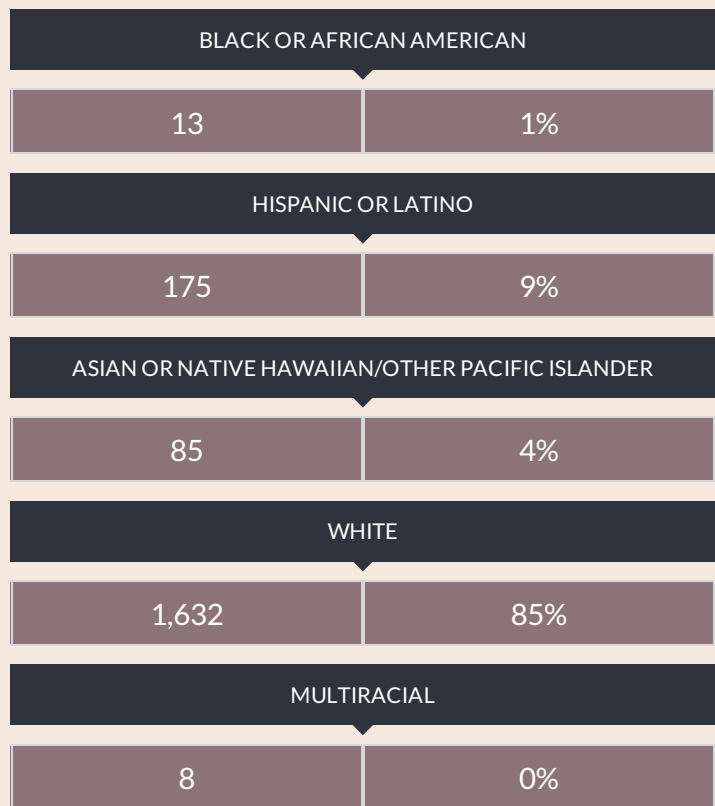 BLACK OR AFRICAN AMERICAN
13 1%
HISPANIC OR LATINO
175 9%
ASIAN OR NATIVE HAWAIIAN/OTHER PACIFIC ISLANDER
85 4%
WHITE
1,632 85%
MULTIRACIAL
8 0%